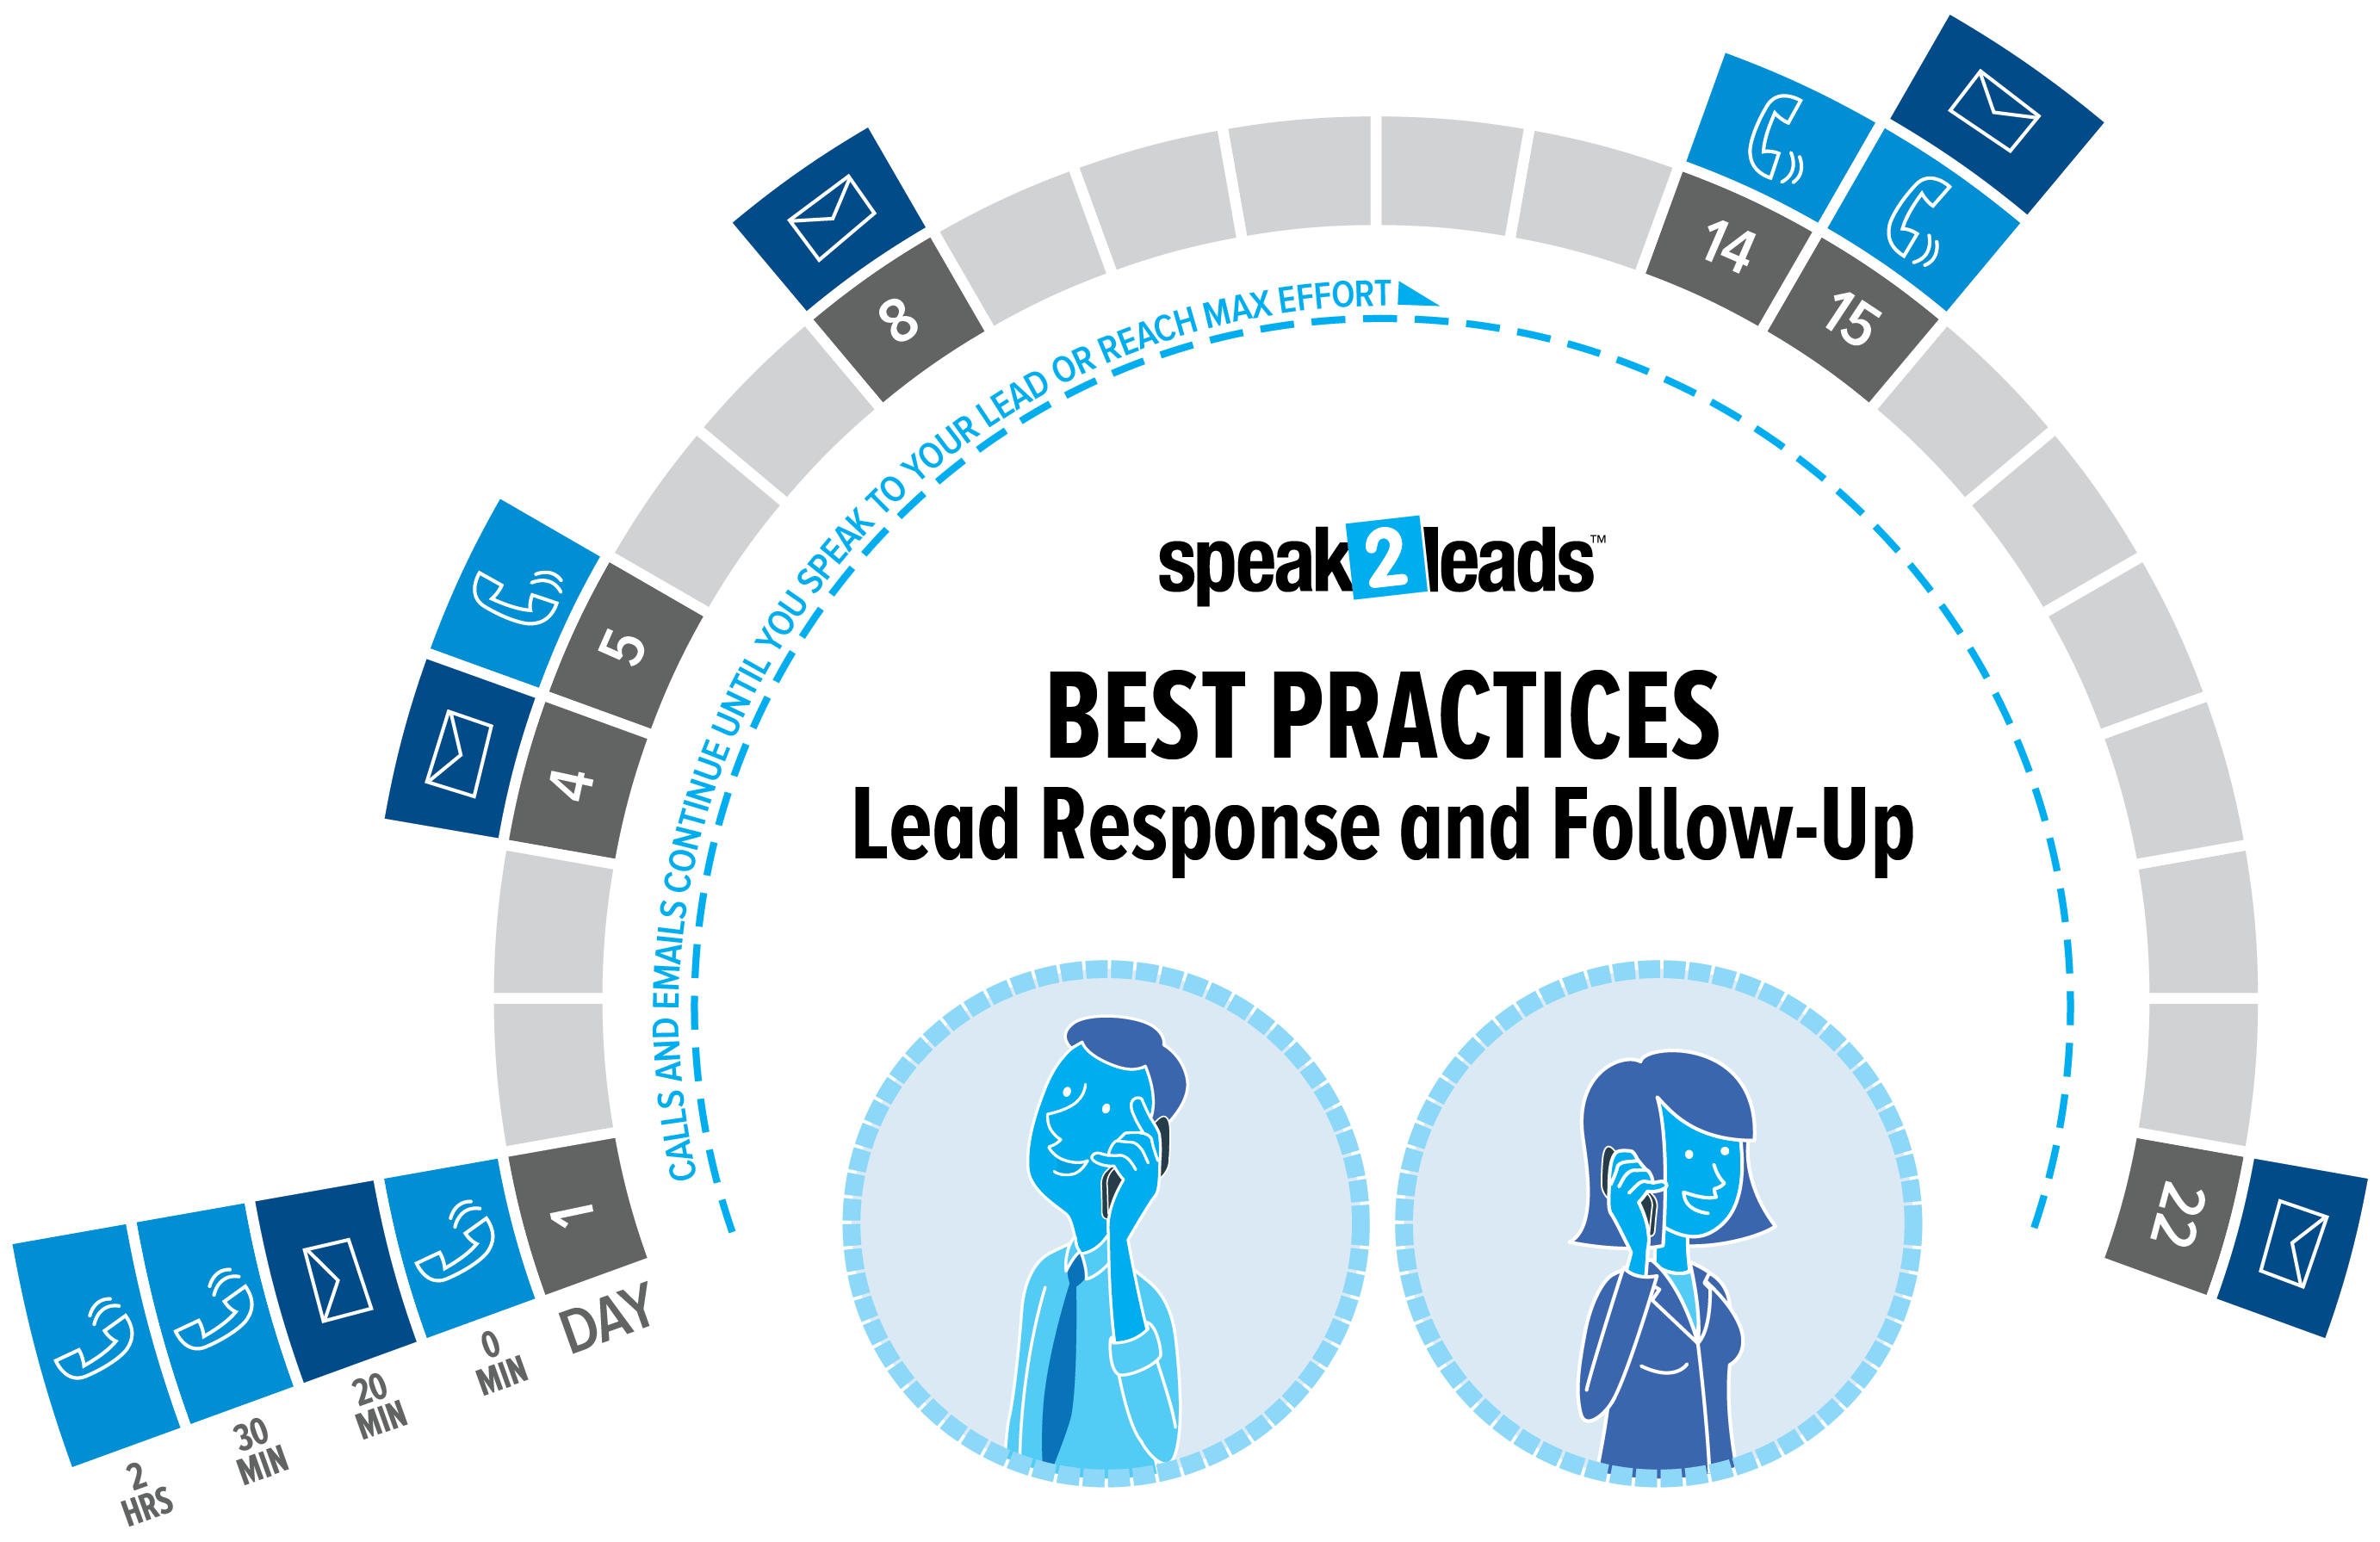 speak2leads™
BEST PRACTICES
Lead Response and Follow-Up
CALLS AND EMAILS CONTINUE UNTIL YOU SPEAK TO YOUR LEAD OR REACH MAX EFFORT
DAY
1
4
5
8
14
15
22
0
MIN
20
MIN
30
MIN
2
HRS